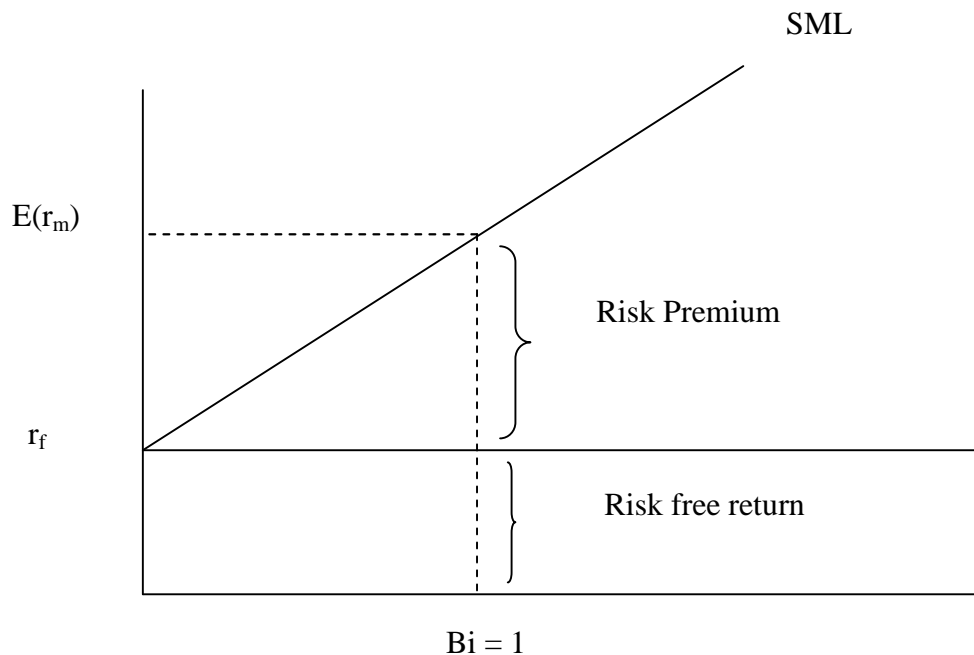 SML
E(rm)
Risk Premium
rf
Risk free return
Bi = 1